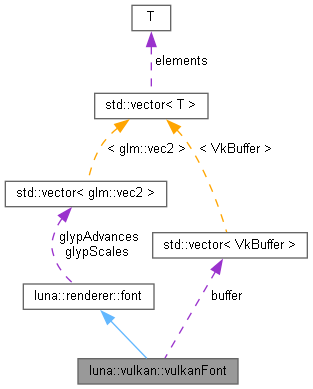 T
elements
std::vector< T >
< glm::vec2 >
< VkBuffer >
std::vector< glm::vec2 >
glypAdvances
glypScales
std::vector< VkBuffer >
luna::renderer::font
buffer
luna::vulkan::vulkanFont